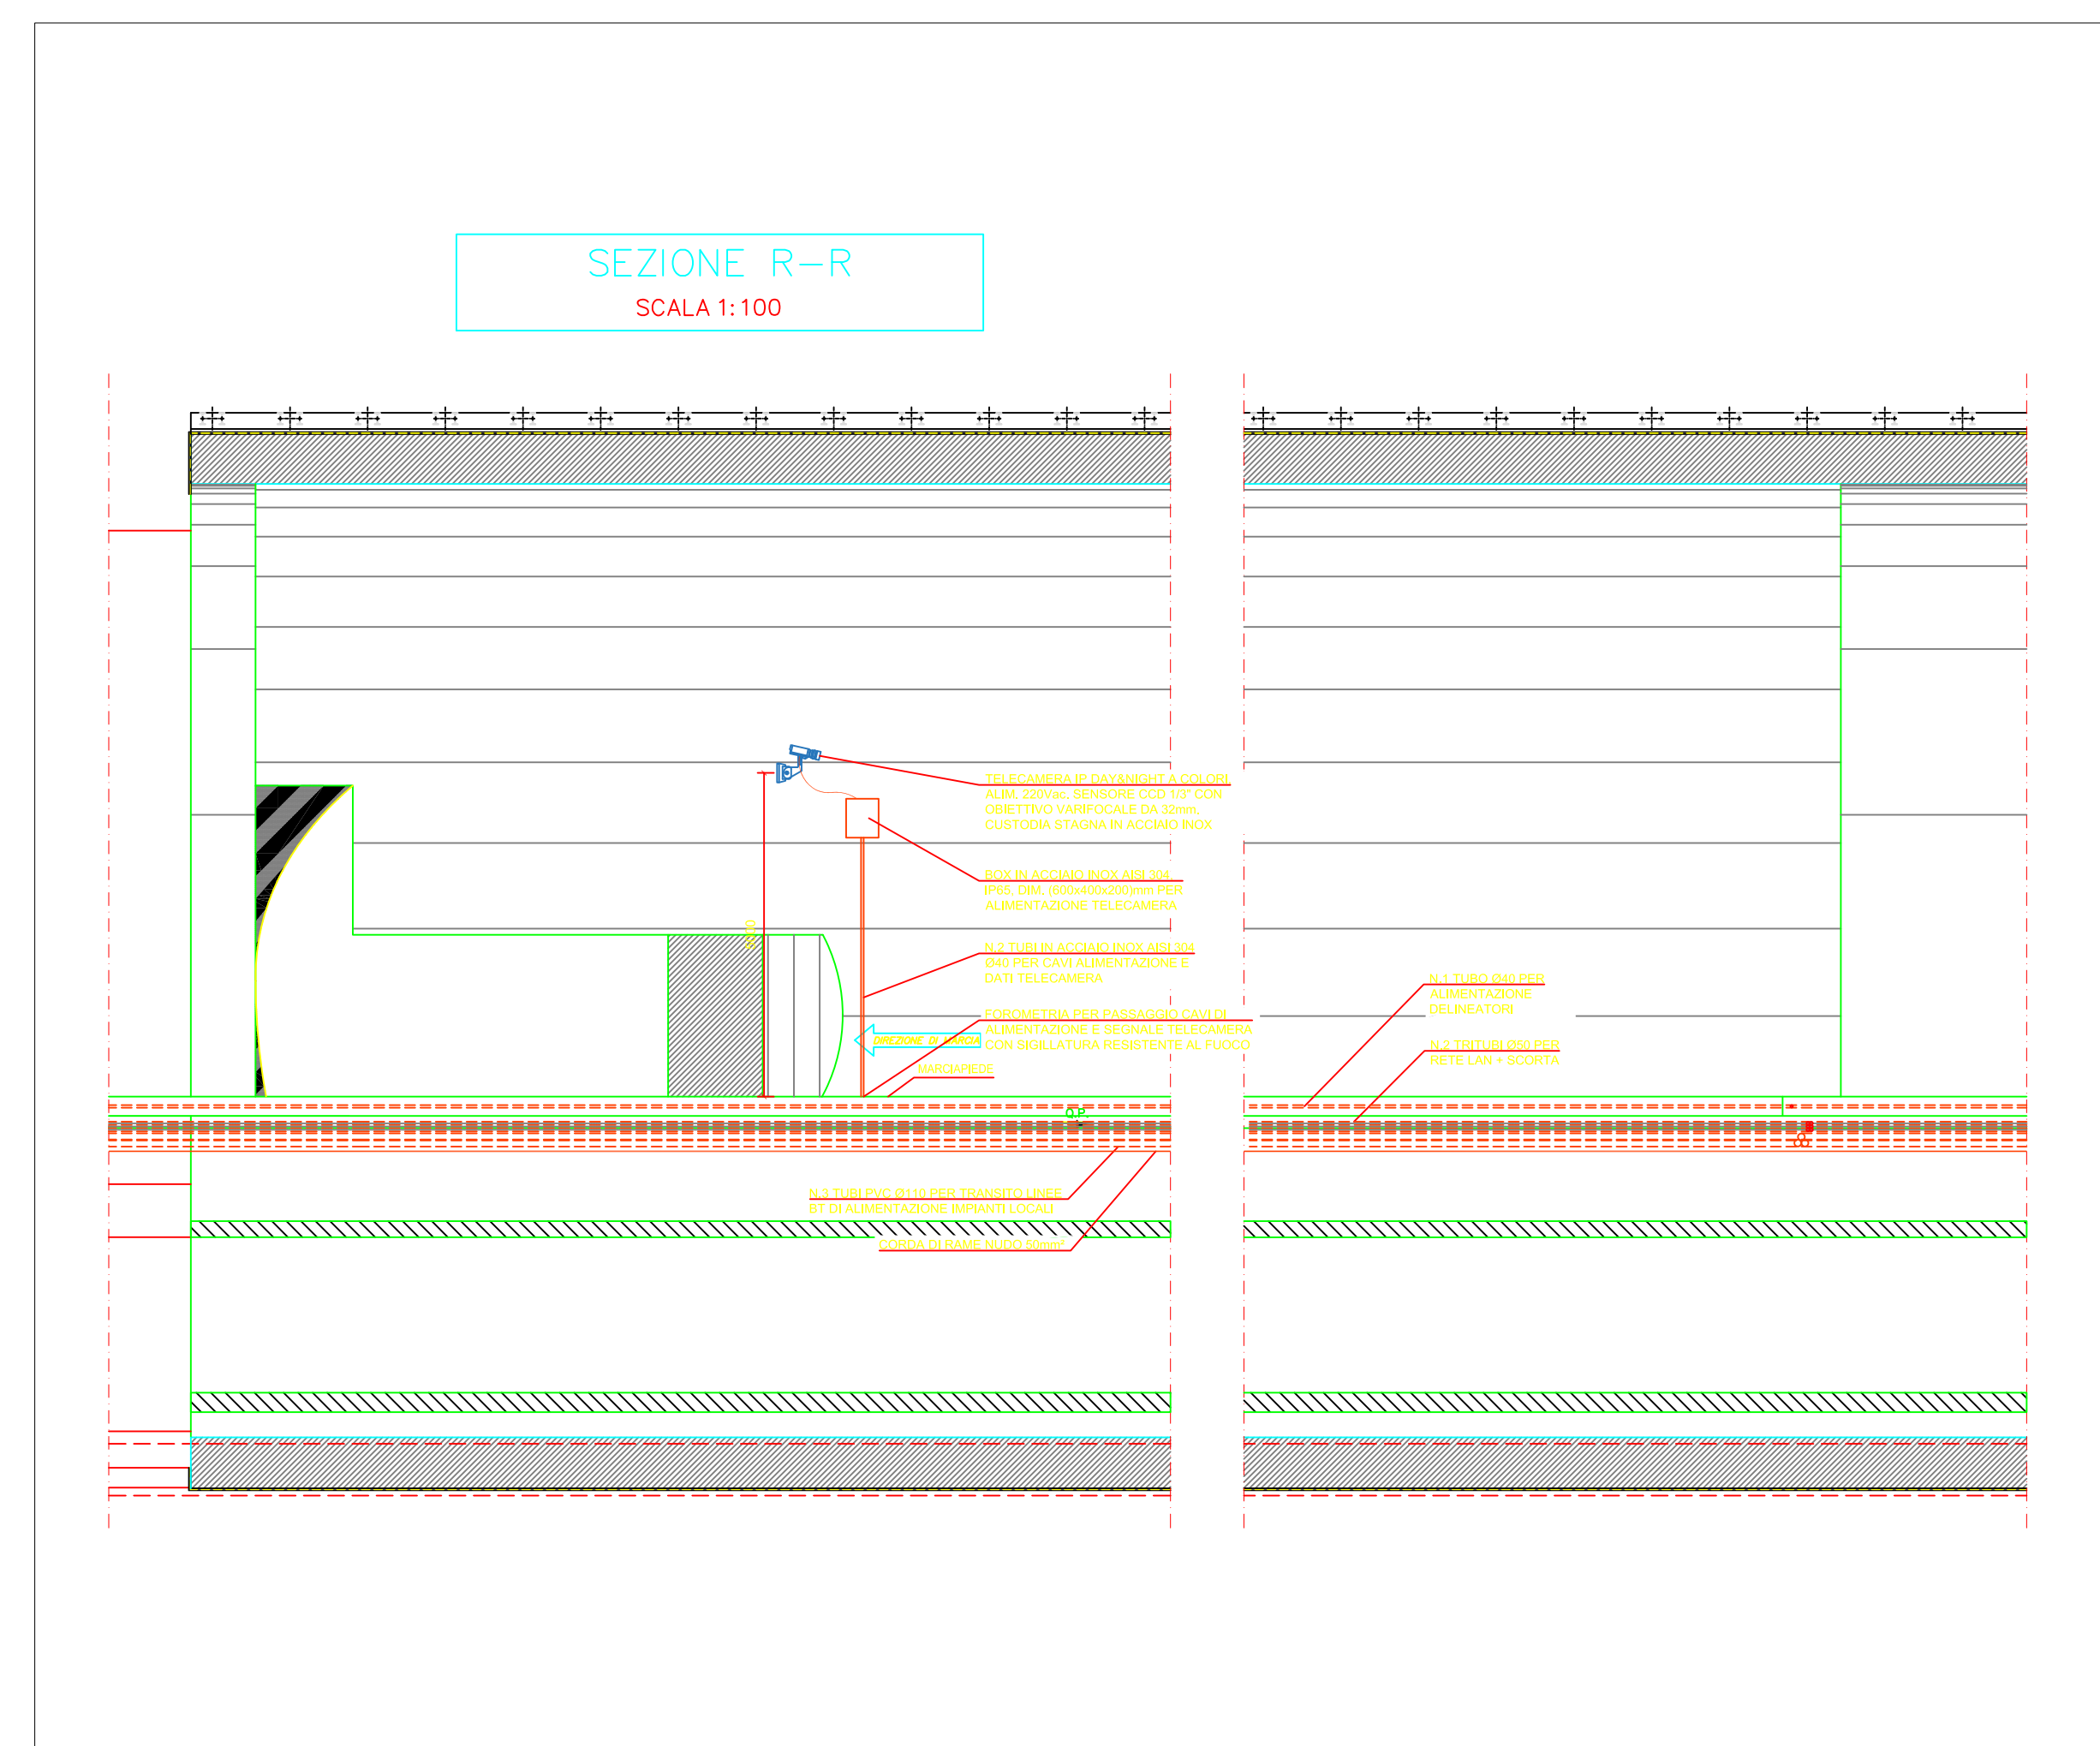 SEZIONE R-R
SCALA 1:100
TELECAMERA IP DAY&NIGHT A COLORI
ALIM. 220Vac, SENSORE CCD 1/3" CON
OBIETTIVO VARIFOCALE DA 32mm,
CUSTODIA STAGNA IN ACCIAIO INOX
BOX IN ACCIAIO INOX AISI 304
IP65, DIM. (600x400x200)mm PER
ALIMENTAZIONE TELECAMERA
N.2 TUBI IN ACCIAIO INOX AISI 304
Ø40 PER CAVI ALIMENTAZIONE E
DATI TELECAMERA
FOROMETRIA PER PASSAGGIO CAVI DI
ALIMENTAZIONE E SEGNALE TELECAMERA
CON SIGILLATURA RESISTENTE AL FUOCO
DIREZIONE DI MARCIA
MARCIAPIEDE
N.1 TUBO Ø40 PER
ALIMENTAZIONE
DELINEATORI
N.2 TRITUBI Ø50 PER
RETE LAN + SCORTA
Q.P.
N.3 TUBI PVC Ø110 PER TRANSITO LINEE
BT DI ALIMENTAZIONE IMPIANTI LOCALI
CORDA DI RAME NUDO 50mm²